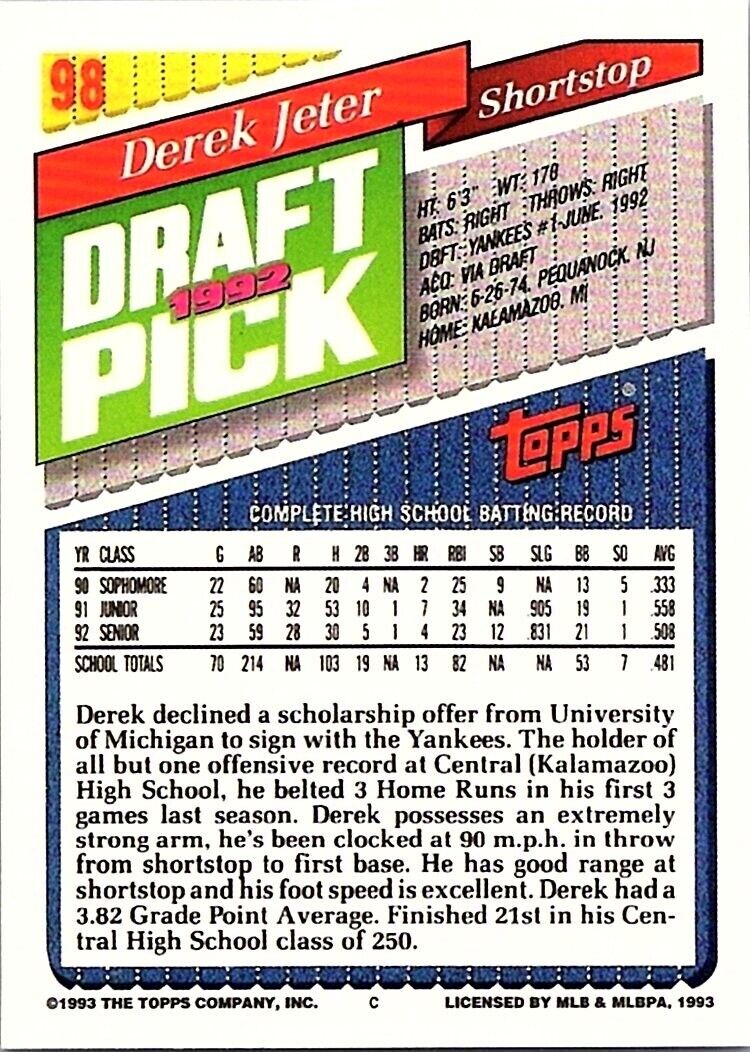 98
Derek Jeter
Shortstop
DRAFT
1992
PICK
HT: 6'3" WT: 178
BATS: RIGHT THROWS: RIGHT
DRFT: YANKEES #1-JUNE, 1992
ACQ: VIA DRAFT
BORN: 6-26-74, PEQUANOCK, NJ
HOME: KALAMAZOO, MI
Topps®
COMPLETE HIGH SCHOOL BATTING RECORD
YR CLASS G AB R H 2B 3B HR RBI SB SLG BB SO AVG
90 SOPHOMORE 22 60 NA 20 4 NA 2 25 9 NA 13 5 .333
91 JUNIOR 25 95 32 53 10 1 7 34 NA .905 19 1 .558
92 SENIOR 23 59 28 30 5 1 4 23 12 .831 21 1 .508
SCHOOL TOTALS 70 214 NA 103 19 NA 13 82 NA NA 53 7 .481
Derek declined a scholarship offer from University
of Michigan to sign with the Yankees. The holder of
all but one offensive record at Central (Kalamazoo)
High School, he belted 3 Home Runs in his first 3
games last season. Derek possesses an extremely
strong arm, he's been clocked at 90 m.p.h. in throw
from shortstop to first base. He has good range at
shortstop and his foot speed is excellent. Derek had a
3.82 Grade Point Average. Finished 21st in his Cen-
tral High School class of 250.
©1993 THE TOPPS COMPANY, INC. C LICENSED BY MLB & MLBPA, 1993